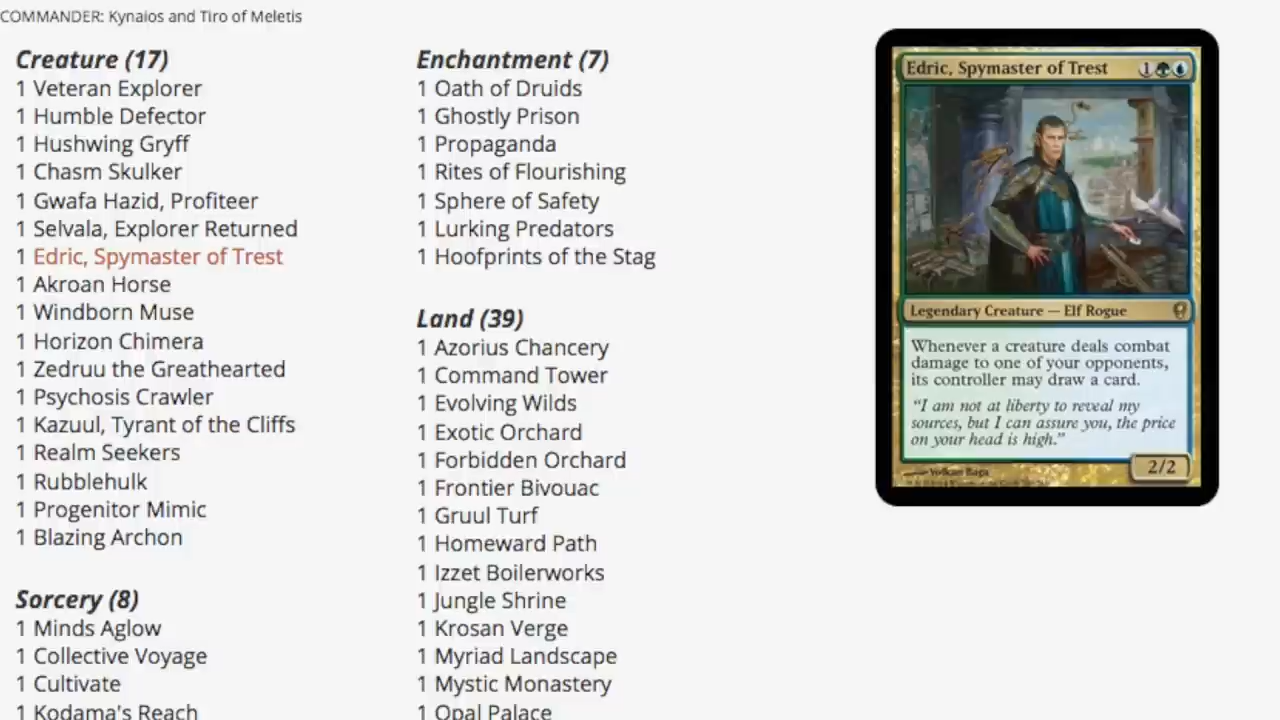 COMMANDER: Kynaios and Tiro of Meletis
Creature (17)
1 Veteran Explorer
1 Humble Defector
1 Hushwing Gryff
1 Chasm Skulker
1 Gwafa Hazid, Profiteer
1 Selvala, Explorer Returned
1 Edric, Spymaster of Trest
1 Akroan Horse
1 Windborn Muse
1 Horizon Chimera
1 Zedruu the Greathearted
1 Psychosis Crawler
1 Kazuul, Tyrant of the Cliffs
1 Realm Seekers
1 Rubblehulk
1 Progenitor Mimic
1 Blazing Archon
Sorcery (8)
1 Minds Aglow
1 Collective Voyage
1 Cultivate
1 Kodama's Reach
Enchantment (7)
1 Oath of Druids
1 Ghostly Prison
1 Propaganda
1 Rites of Flourishing
1 Sphere of Safety
1 Lurking Predators
1 Hoofprints of the Stag
Land (39)
1 Azorius Chancery
1 Command Tower
1 Evolving Wilds
1 Exotic Orchard
1 Forbidden Orchard
1 Frontier Bivouac
1 Gruul Turf
1 Homeward Path
1 Izzet Boilerworks
1 Jungle Shrine
1 Krosan Verge
1 Myriad Landscape
1 Mystic Monastery
1 Opal Palace
Edric, Spymaster of Trest 1
Legendary Creature — Elf Rogue
Whenever a creature deals combat
damage to one of your opponents,
its controller may draw a card.
“I am not at liberty to reveal my
sources, but I can assure you, the price
on your head is high.”
2/2
Volkan Baga